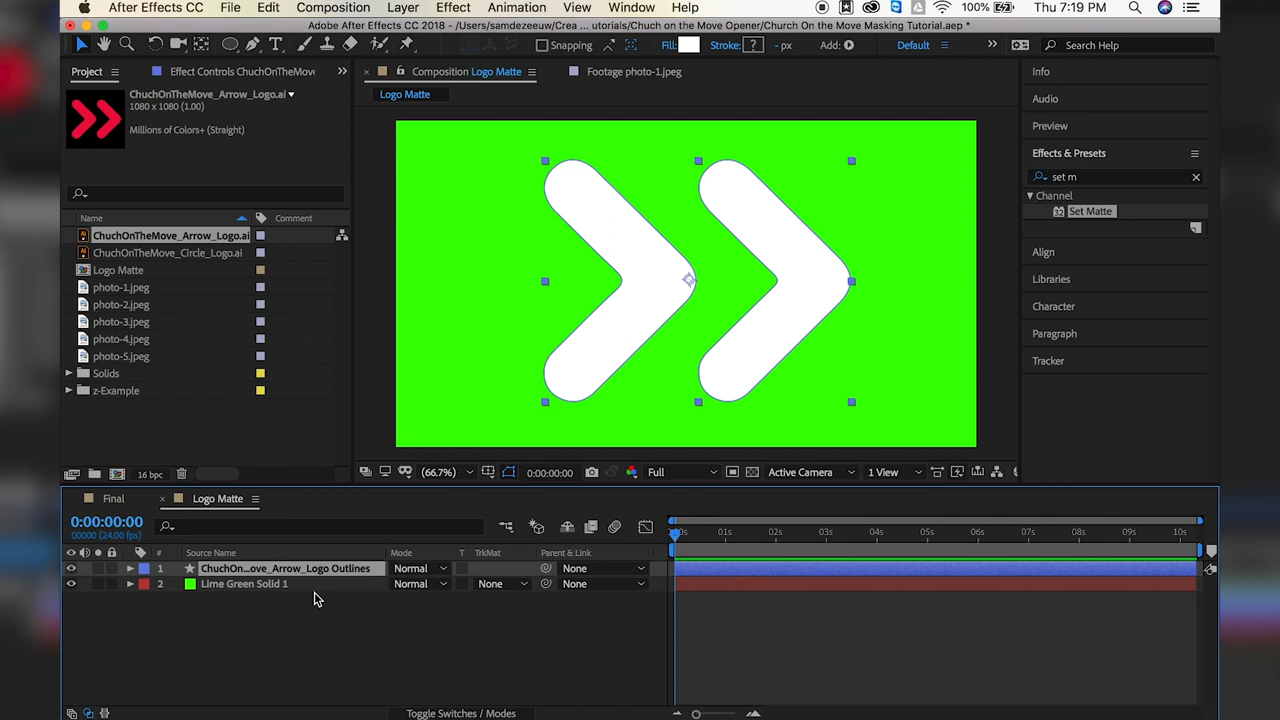 After Effects CC File Edit Composition Layer Effect Animation View Window Help 100% Thu 7:19 PM
Adobe After Effects CC 2018 - /Users/sandezeeuw/Crea ... utorials/Chuch on the Move Opener/Church On the Move Masking Tutorial.aep *
Snapping Fill: Stroke: ? - px Add: Default Search Help
Project Effect Controls ChuchOnTheMov
Composition Logo Matte Footage photo-1.jpeg
Logo Matte
ChuchOnTheMove_Arrow_Logo.ai
1080 x 1080 (1.00)
Millions of Colors+ (Straight)
Name Comment
ChuchOnTheMove_Arrow_Logo.ai
ChuchOnTheMove_Circle_Logo.ai
Logo Matte
photo-1.jpeg
photo-2.jpeg
photo-3.jpeg
photo-4.jpeg
photo-5.jpeg
Solids
z-Example
16 bpc
(66.7%) 0:00:00:00 Full Active Camera 1 View
Info
Audio
Preview
Effects & Presets
set m
Channel
32 Set Matte
Align
Libraries
Character
Paragraph
Tracker
Final Logo Matte
0:00:00:00
00000 (24.00 fps)
01s 02s 03s 04s 05s 06s 07s 08s 09s 10s
# Source Name Mode T TrkMat Parent & Link
1 ChuchOn...ove_Arrow_Logo Outlines Normal None
2 Lime Green Solid 1 Normal None None
Toggle Switches / Modes